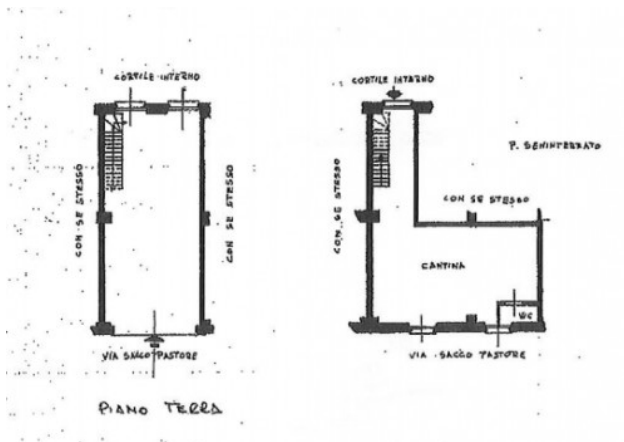 CORTILE INTERNO
CON SE STESSO
CON SE STESSO
VIA SACCO PASTORE
PIANO TERRA
CORTILE INTERNO
P. SEMINTERRATO
CON SE STESSO
CON SE STESSO
CANTINA
WC
VIA SACCO PASTORE